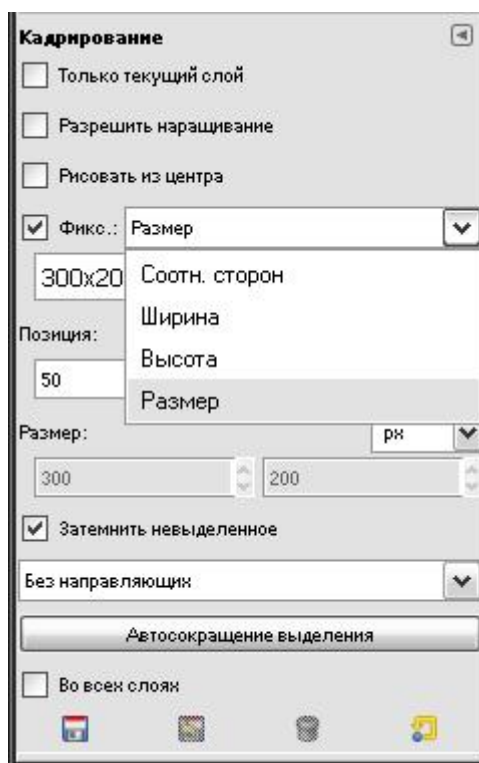 Кадрирование
Только текущий слой
Разрешить наращивание
Рисовать из центра
Фикс.: Размер
300x20
Соотн. сторон
Ширина
Высота
Размер
Позиция:
50
Размер: px
300 200
Затемнить невыделенное
Без направляющих
Автосокращение выделения
Во всех слоях